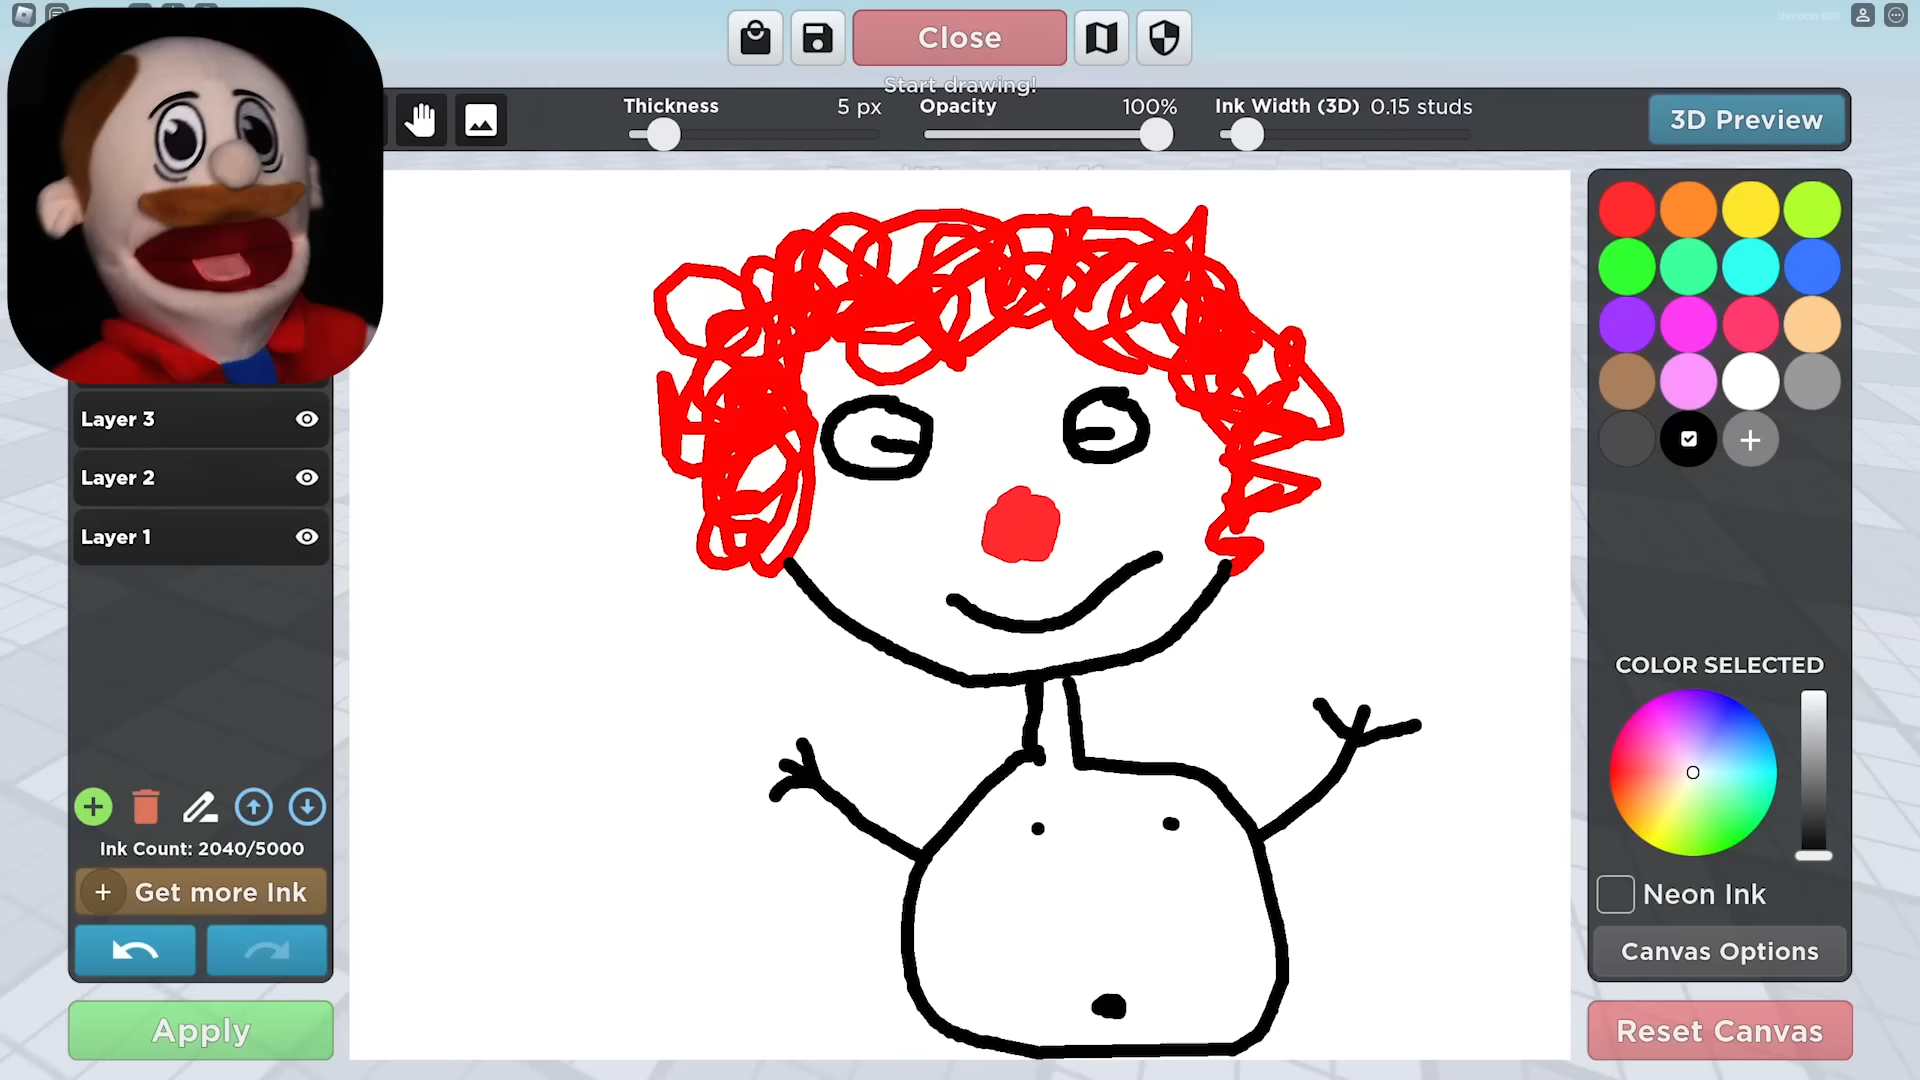 Close
Start drawing!
Thickness 5 px Opacity 100% Ink Width (3D) 0.15 studs
3D Preview
Layer 3
Layer 2
Layer 1
Ink Count: 2040/5000
+ Get more Ink
Apply
COLOR SELECTED
Neon Ink
Canvas Options
Reset Canvas